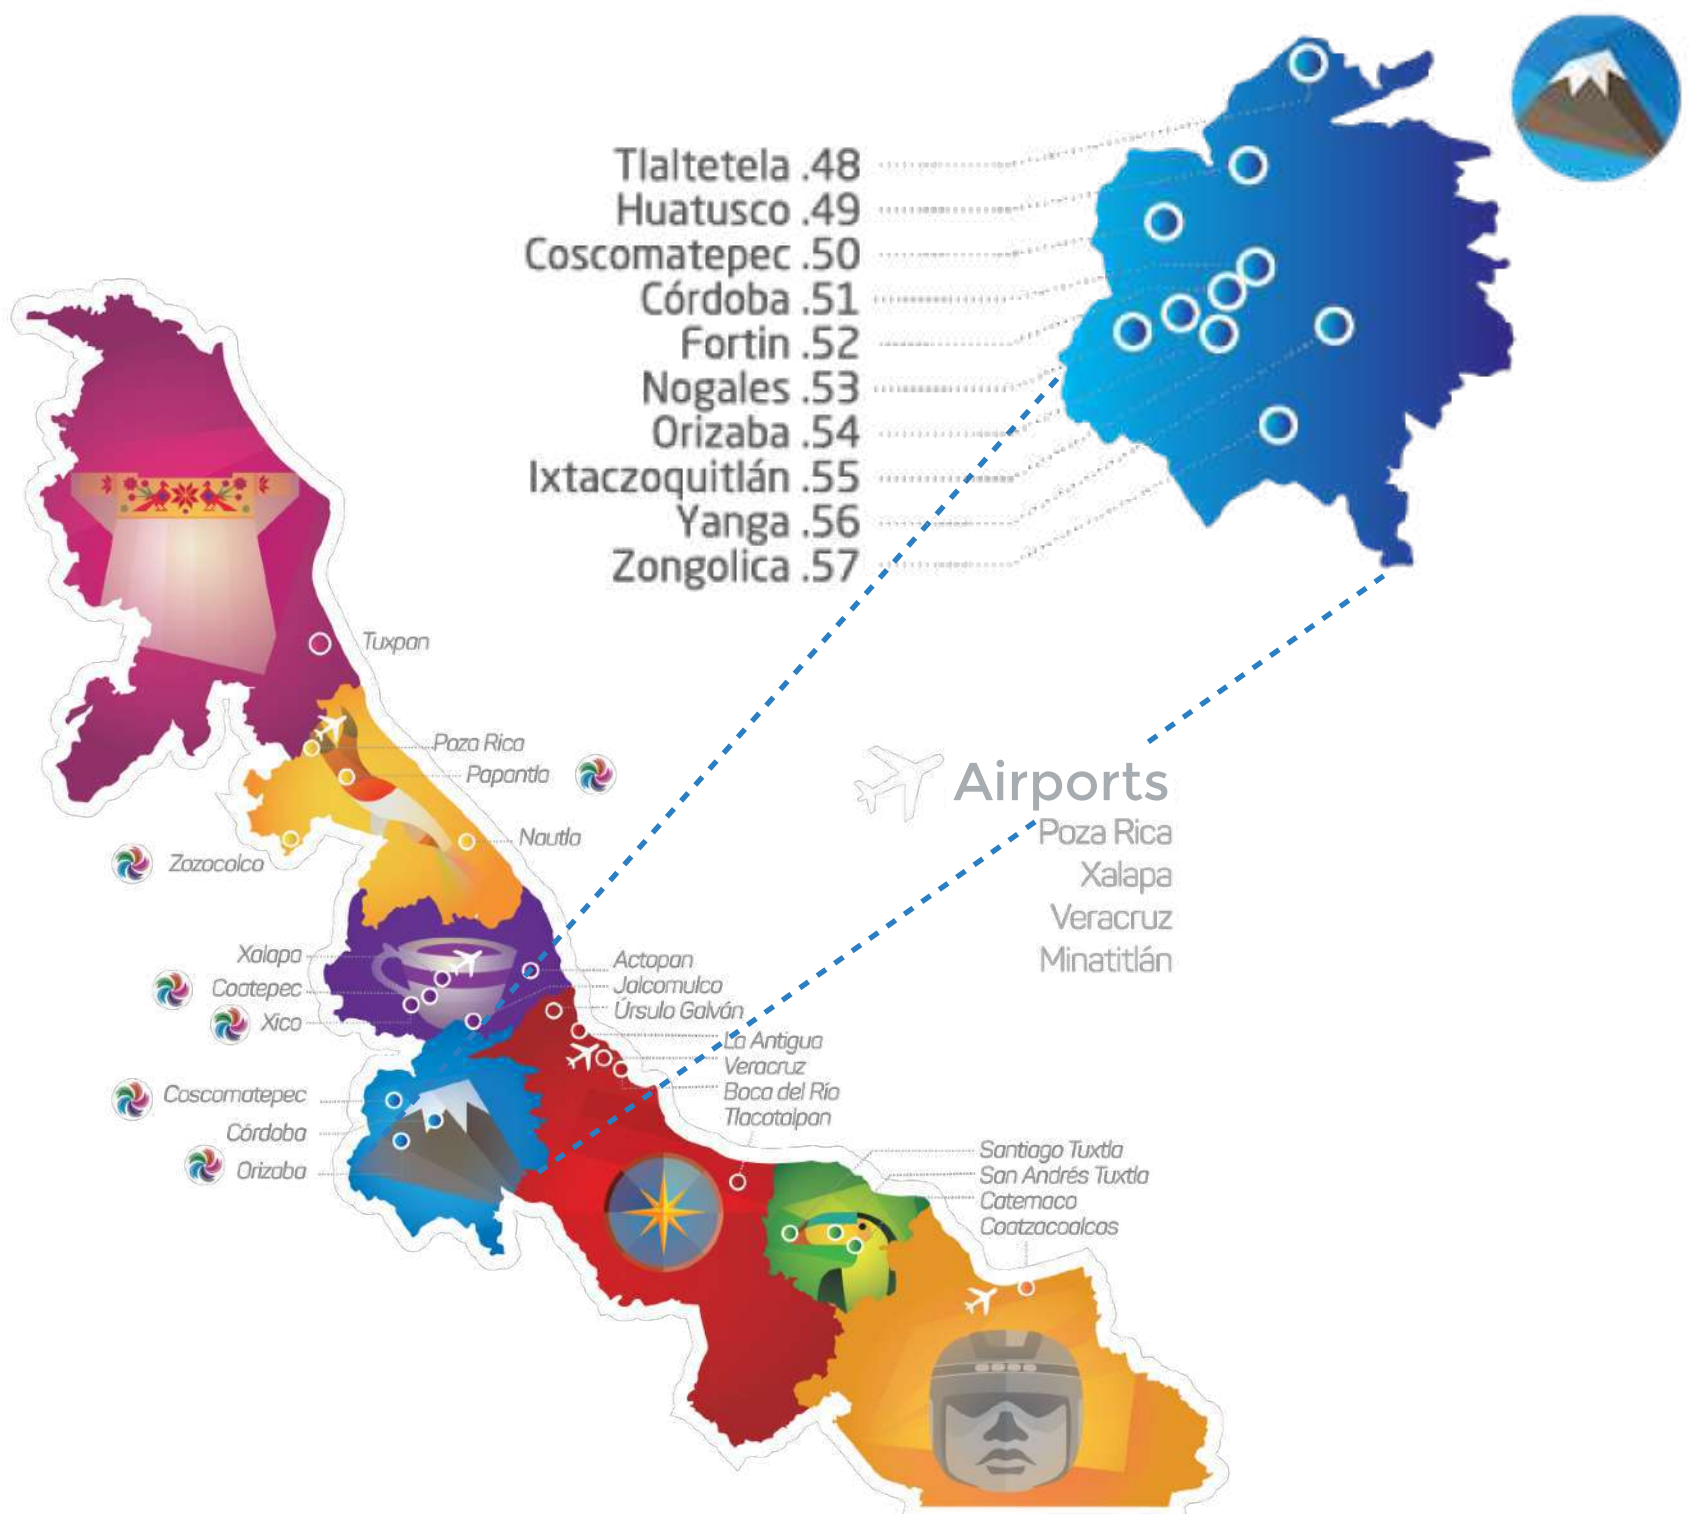 Tlaltetela .48
Huatusco .49
Coscomatepec .50
Córdoba .51
Fortin .52
Nogales .53
Orizaba .54
Ixtaczoquitlán .55
Yanga .56
Zongolica .57
Tuxpan
Poza Rica
Papantla
Nautla
Zozocolco
Airports
Poza Rica
Xalapa
Veracruz
Minatitlán
Xalapa
Coatepec
Xico
Actopan
Jalcomulco
Úrsulo Galván
La Antigua
Veracruz
Boca del Río
Tlacotalpan
Coscomatepec
Córdoba
Orizaba
Santiago Tuxtla
San Andrés Tuxtla
Catemaco
Coatzacoalcos